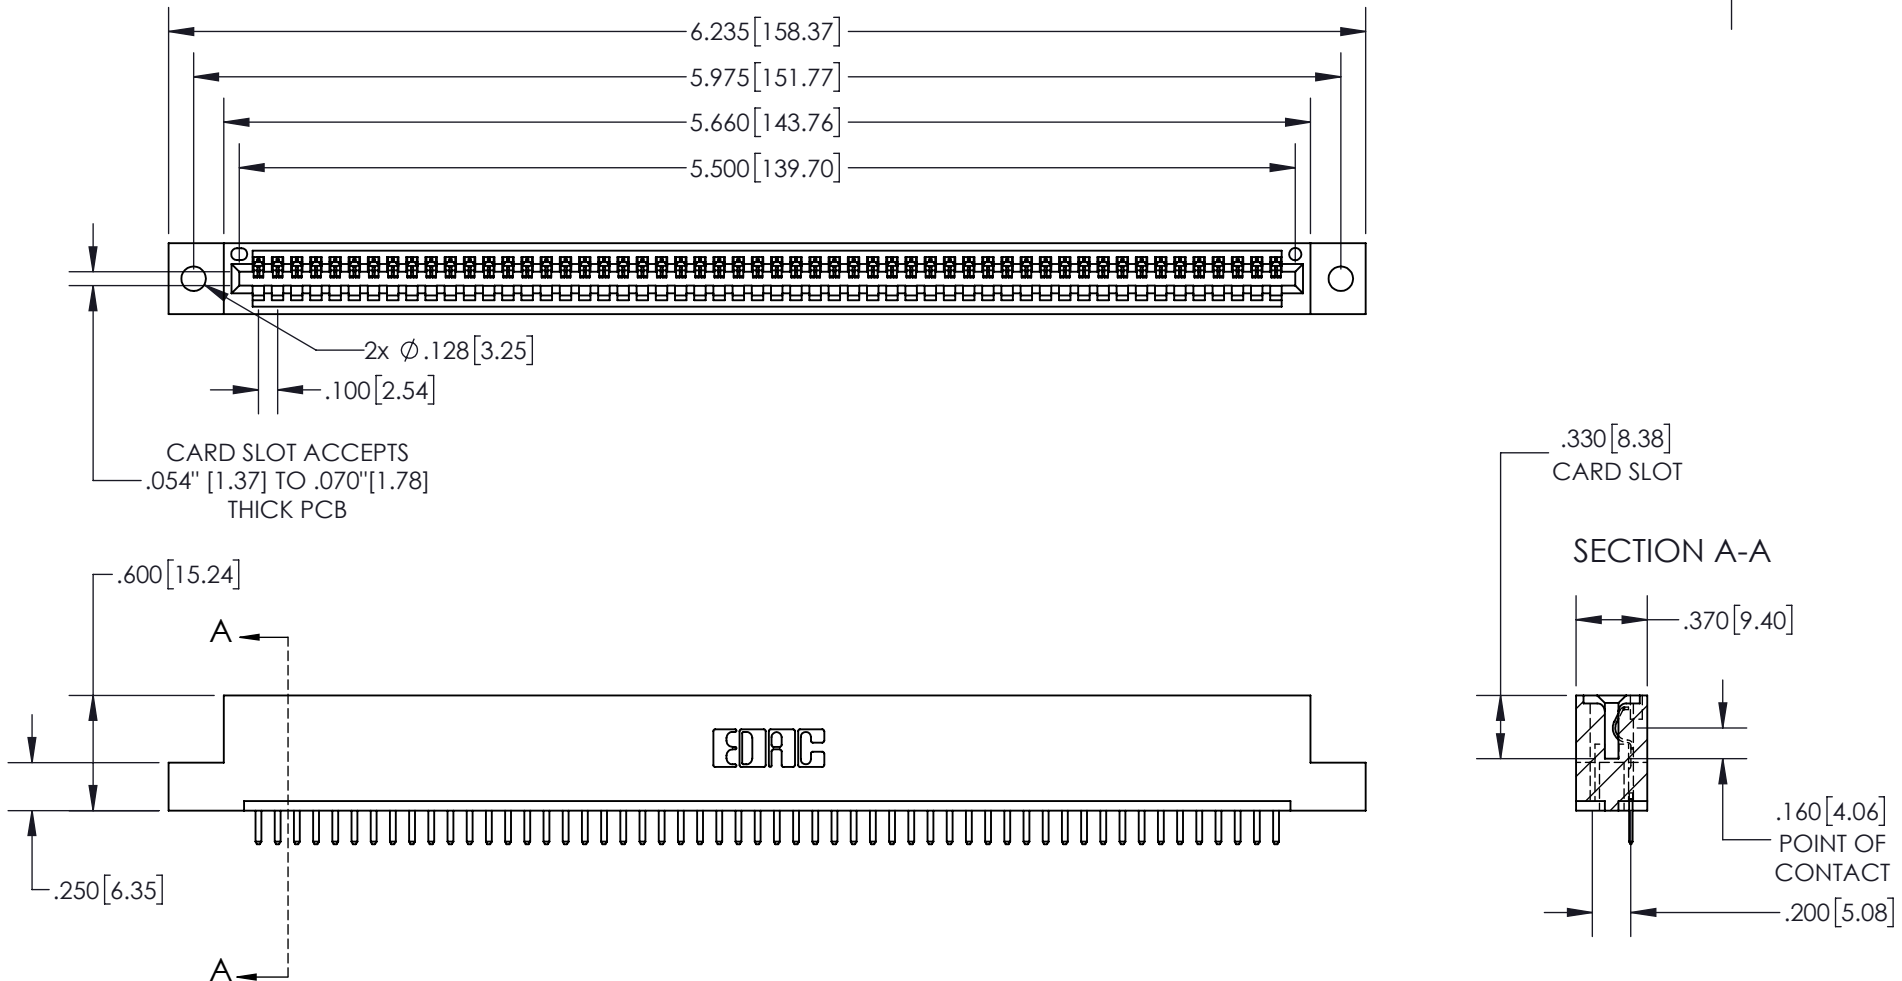 6.235[158.37]
5.975[151.77]
5.660[143.76]
5.500[139.70]
2x Ø.128[3.25]
.100[2.54]
CARD SLOT ACCEPTS
.054" [1.37] TO .070"[1.78]
THICK PCB
.330[8.38]
CARD SLOT
SECTION A-A
.600[15.24]
.370[9.40]
A
EDAC
.160[4.06]
POINT OF
CONTACT
.250[6.35]
.200[5.08]
A